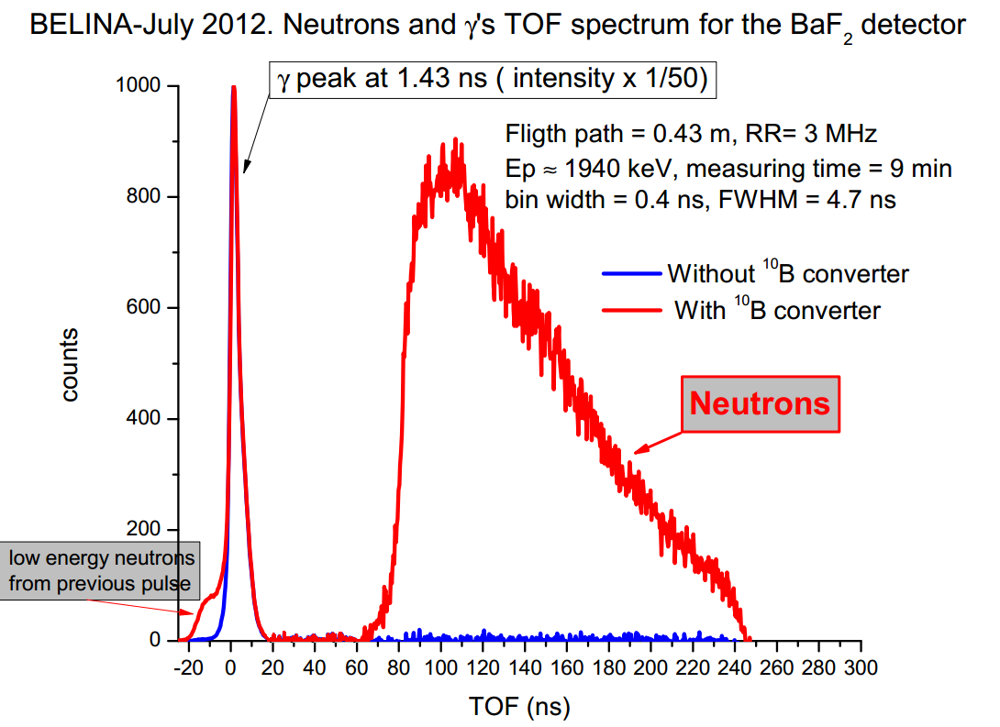 BELINA-July 2012. Neutrons and γ's TOF spectrum for the BaF₂ detector
γ peak at 1.43 ns ( intensity x 1/50)
Fligth path = 0.43 m, RR= 3 MHz
Ep ≈ 1940 keV, measuring time = 9 min
bin width = 0.4 ns, FWHM = 4.7 ns
Without ¹⁰B converter
With ¹⁰B converter
Neutrons
low energy neutrons
from previous pulse
counts
1000
800
600
400
200
0
-20 0 20 40 60 80 100 120 140 160 180 200 220 240 260 280 300
TOF (ns)